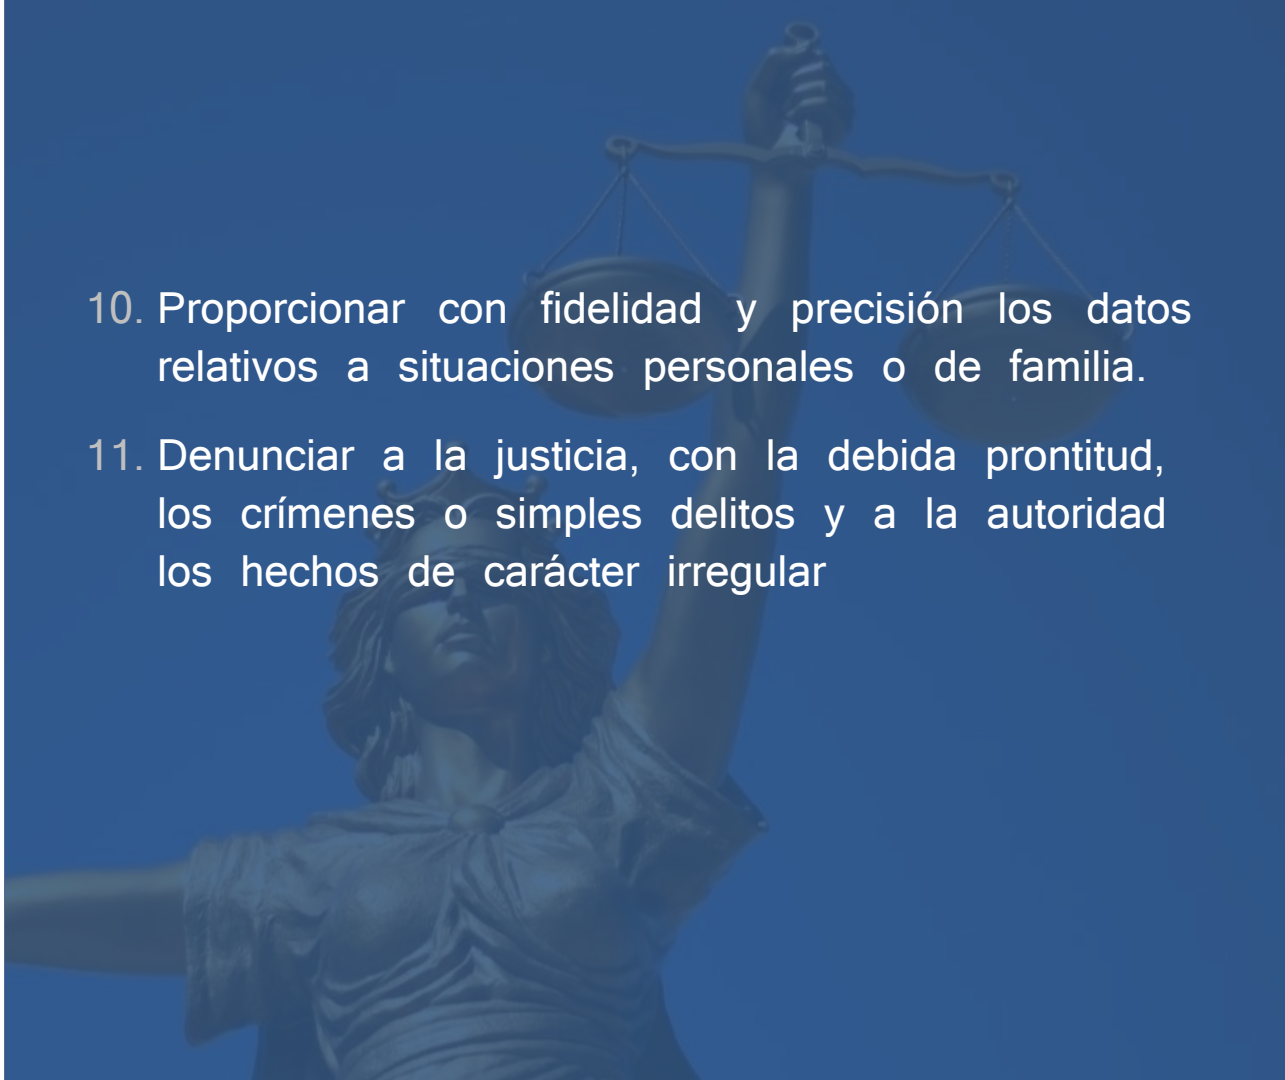 10. Proporcionar con fidelidad y precisión los datos
relativos a situaciones personales o de familia.
11. Denunciar a la justicia, con la debida prontitud,
los crímenes o simples delitos y a la autoridad
los hechos de carácter irregular